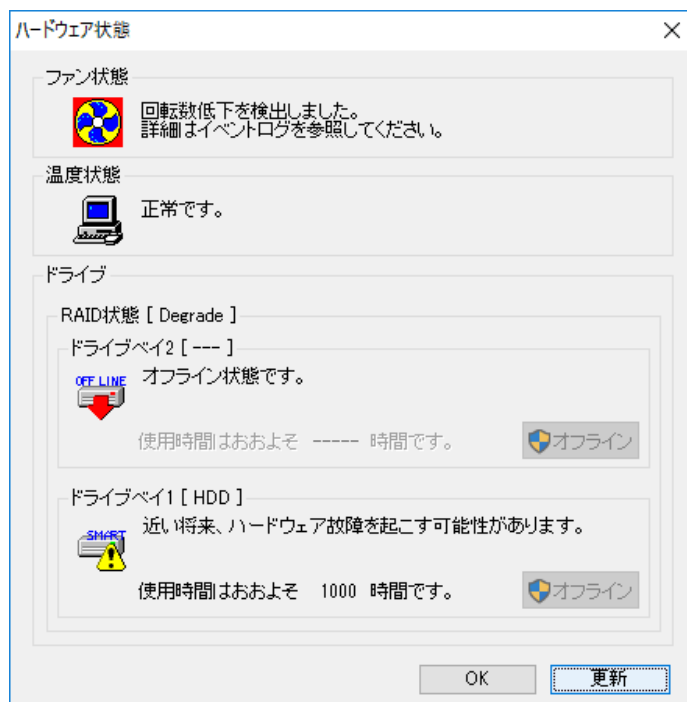 ハードウェア状態
ファン状態
回転数低下を検出しました。
詳細はイベントログを参照してください。
温度状態
正常です。
ドライブ
RAID状態 [ Degrade ]
ドライブベイ2 [ --- ]
OFF LINE
オフライン状態です。
使用時間はおおよそ ----- 時間です。
オフライン
ドライブベイ1 [ HDD ]
SMART
近い将来、ハードウェア故障を起こす可能性があります。
使用時間はおおよそ 1000 時間です。
オフライン
OK
更新